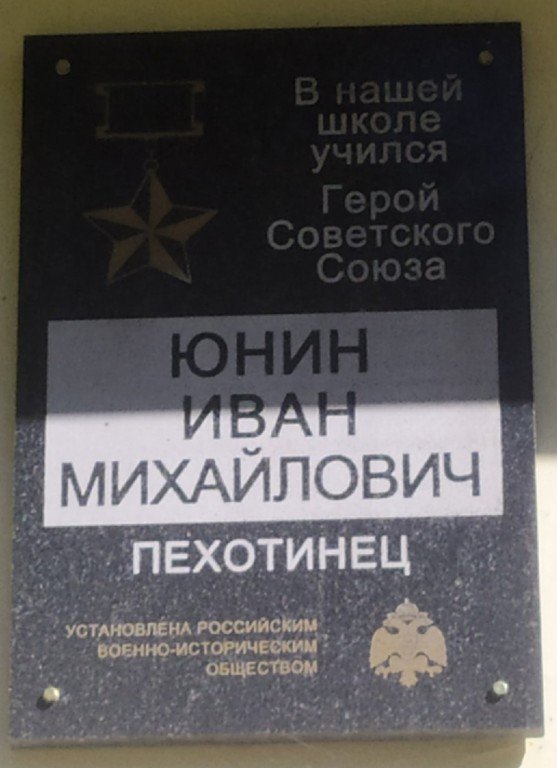 В нашей
школе
учился
Герой
Советского
Союза
ЮНИН
ИВАН
МИХАЙЛОВИЧ
ПЕХОТИНЕЦ
УСТАНОВЛЕНА РОССИЙСКИМ
ВОЕННО-ИСТОРИЧЕСКИМ
ОБЩЕСТВОМ